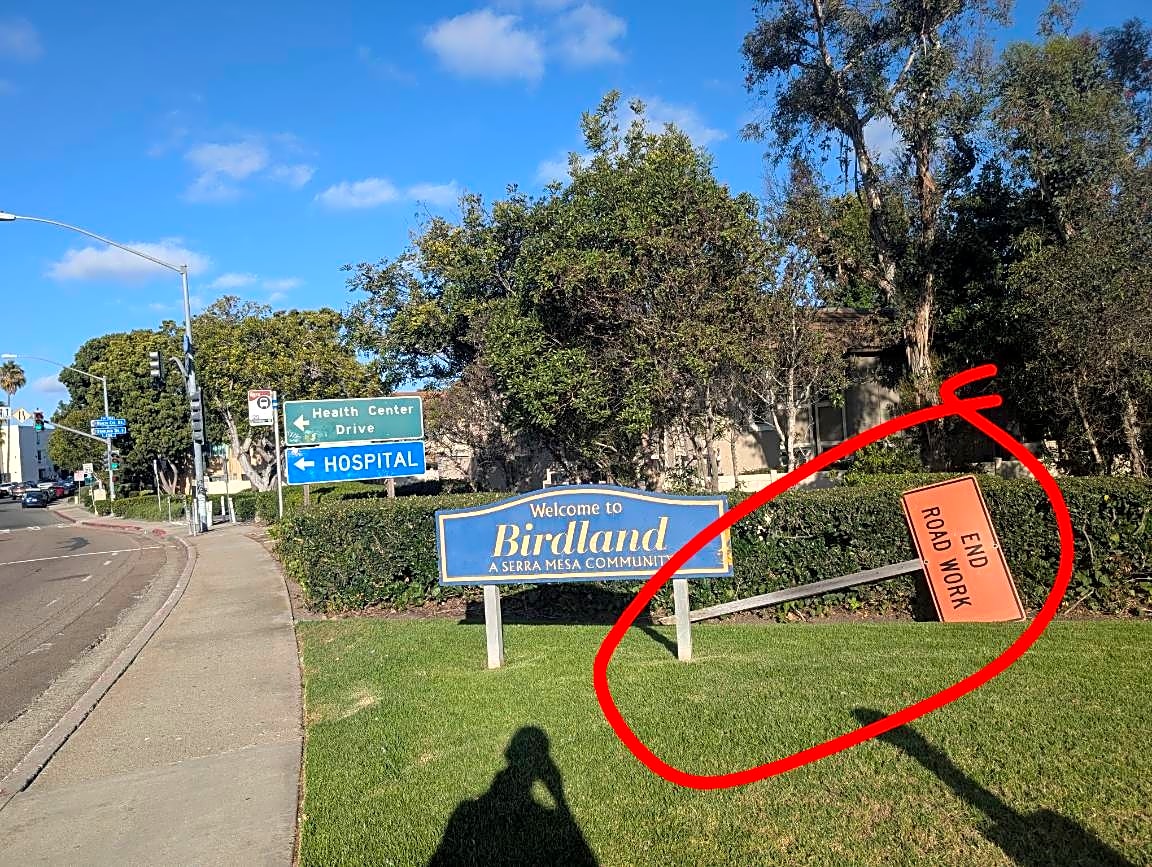 Health Center
Drive
HOSPITAL
Welcome to
Birdland
A SERRA MESA COMMUNITY
END
ROAD WORK